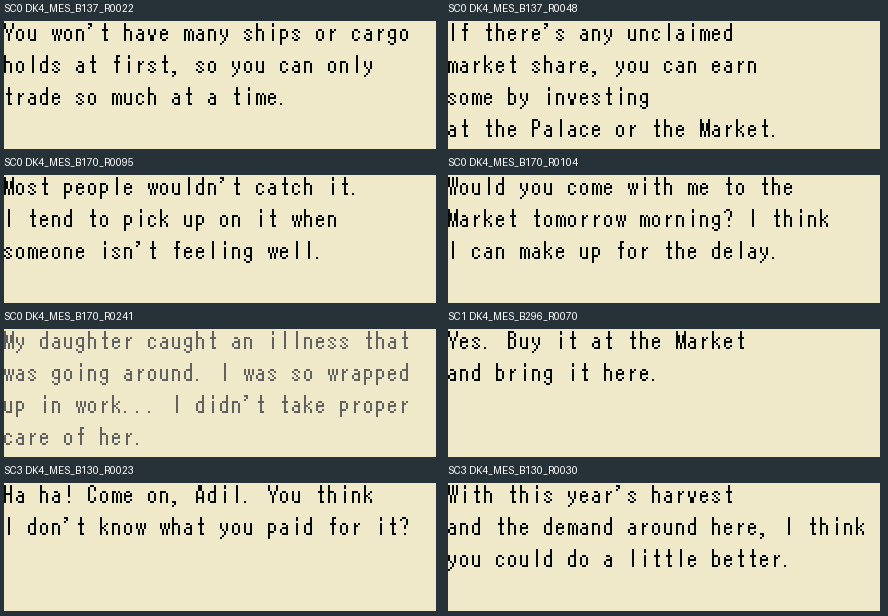 SC0 DK4_MES_B137_R0022
You won't have many ships or cargo
holds at first, so you can only
trade so much at a time.
SC0 DK4_MES_B137_R0048
If there's any unclaimed
market share, you can earn
some by investing
at the Palace or the Market.
SC0 DK4_MES_B170_R0095
Most people wouldn't catch it.
I tend to pick up on it when
someone isn't feeling well.
SC0 DK4_MES_B170_R0104
Would you come with me to the
Market tomorrow morning? I think
I can make up for the delay.
SC0 DK4_MES_B170_R0241
My daughter caught an illness that
was going around. I was so wrapped
up in work... I didn't take proper
care of her.
SC1 DK4_MES_B296_R0070
Yes. Buy it at the Market
and bring it here.
SC3 DK4_MES_B130_R0023
Ha ha! Come on, Adil. You think
I don't know what you paid for it?
SC3 DK4_MES_B130_R0030
With this year's harvest
and the demand around here, I think
you could do a little better.